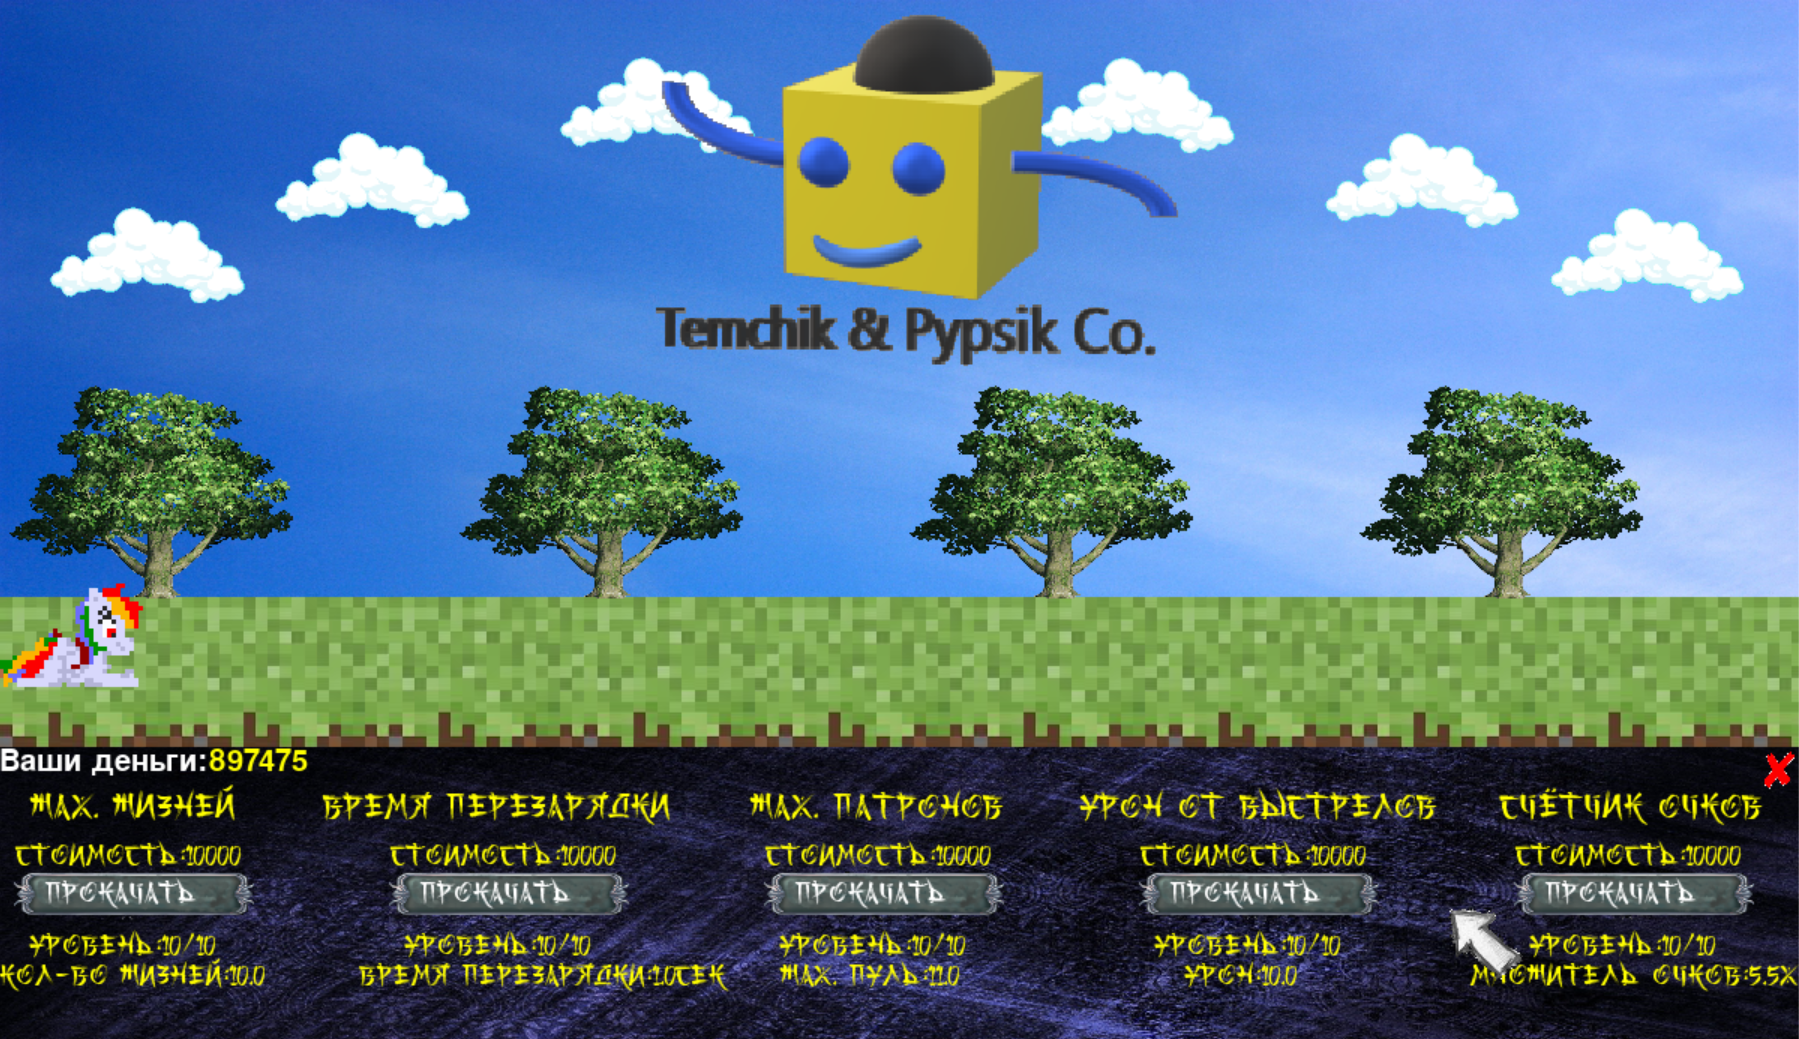 Temchik & Pypsik Co.
Ваши деньги:897475
МАХ. ЖИЗНЕЙ
ВРЕМЯ ПЕРЕЗАРЯДКИ
МАХ. ПАТРОНОВ
УРОН ОТ ВЫСТРЕЛОВ
СЧЁТЧИК ОЧКОВ
СТОИМОСТЬ:10000
СТОИМОСТЬ:10000
СТОИМОСТЬ:10000
СТОИМОСТЬ:10000
СТОИМОСТЬ:10000
ПРОКАЧАТЬ
ПРОКАЧАТЬ
ПРОКАЧАТЬ
ПРОКАЧАТЬ
ПРОКАЧАТЬ
УРОВЕНЬ:10/10
УРОВЕНЬ:10/10
УРОВЕНЬ:10/10
УРОВЕНЬ:10/10
УРОВЕНЬ:10/10
КОЛ-ВО ЖИЗНЕЙ:10.0
ВРЕМЯ ПЕРЕЗАРЯДКИ:1.0СЕК
МАХ. ПУЛЬ:11.0
УРОН:10.0
МНОЖИТЕЛЬ ОЧКОВ:5.5X